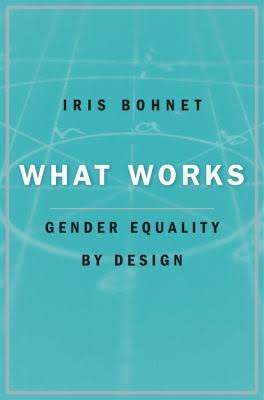 IRIS BOHNET
WHAT WORKS
GENDER EQUALITY
BY DESIGN